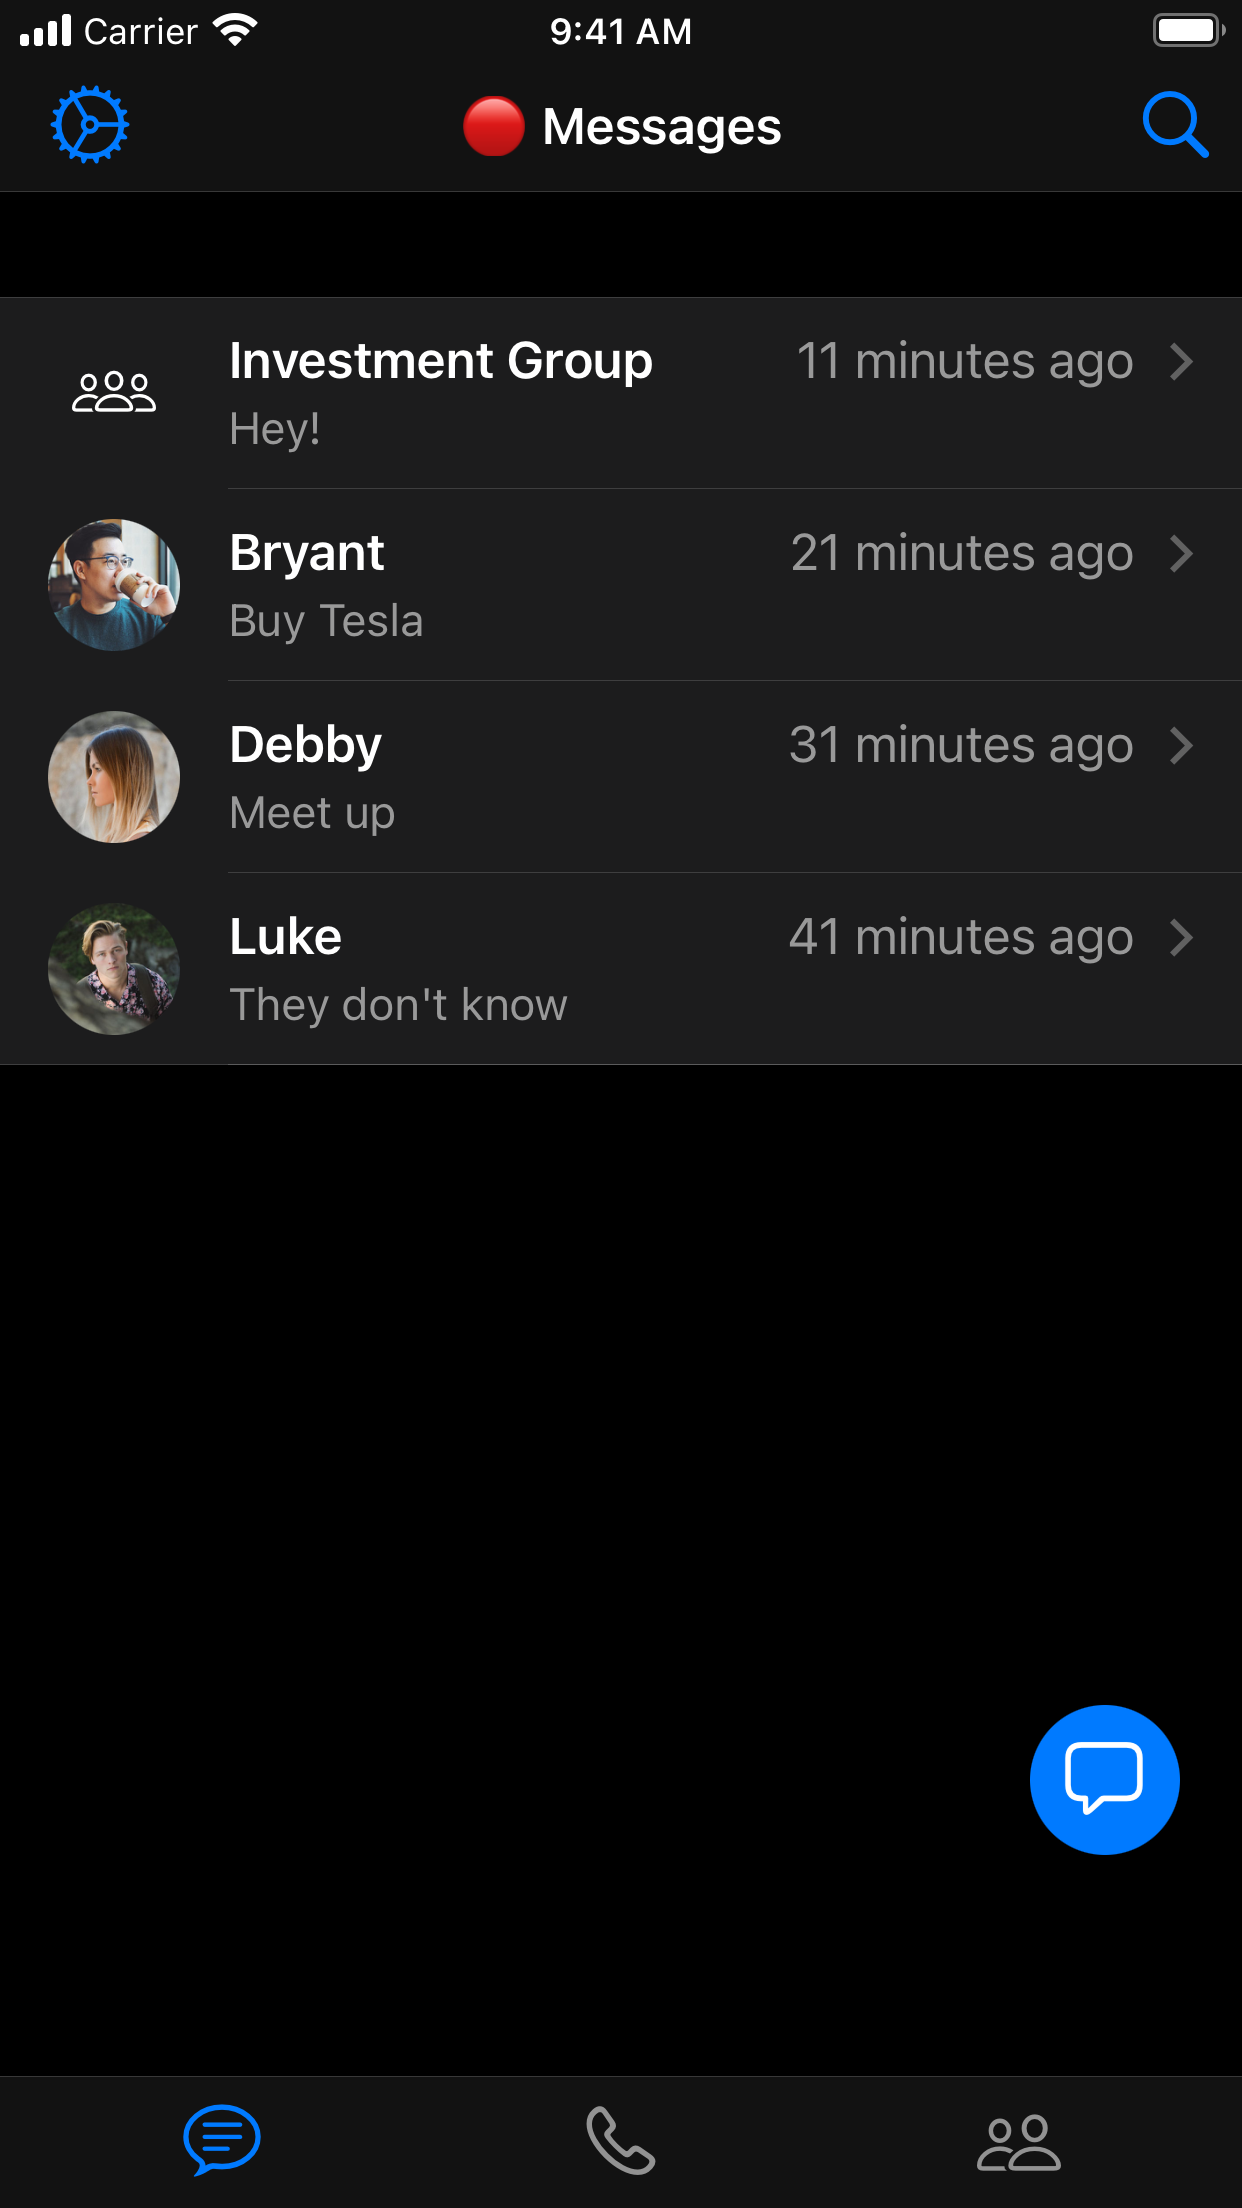 Carrier 9:41 AM
Messages
Investment Group 11 minutes ago
Hey!
Bryant 21 minutes ago
Buy Tesla
Debby 31 minutes ago
Meet up
Luke 41 minutes ago
They don't know